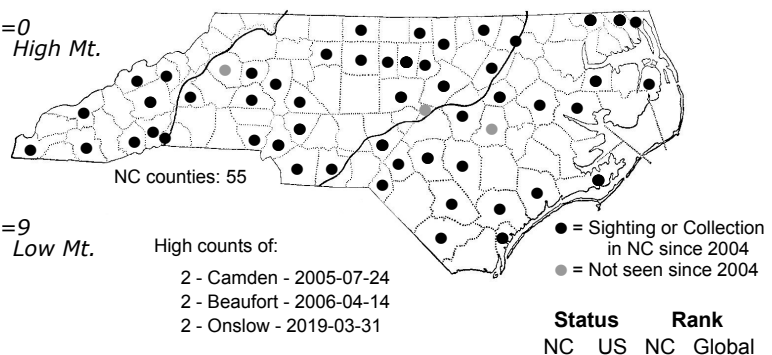 =0
High Mt.
NC counties: 55
=9
Low Mt.
High counts of:
2 - Camden - 2005-07-24
2 - Beaufort - 2006-04-14
2 - Onslow - 2019-03-31
● = Sighting or Collection
in NC since 2004
● = Not seen since 2004
Status Rank
NC US NC Global